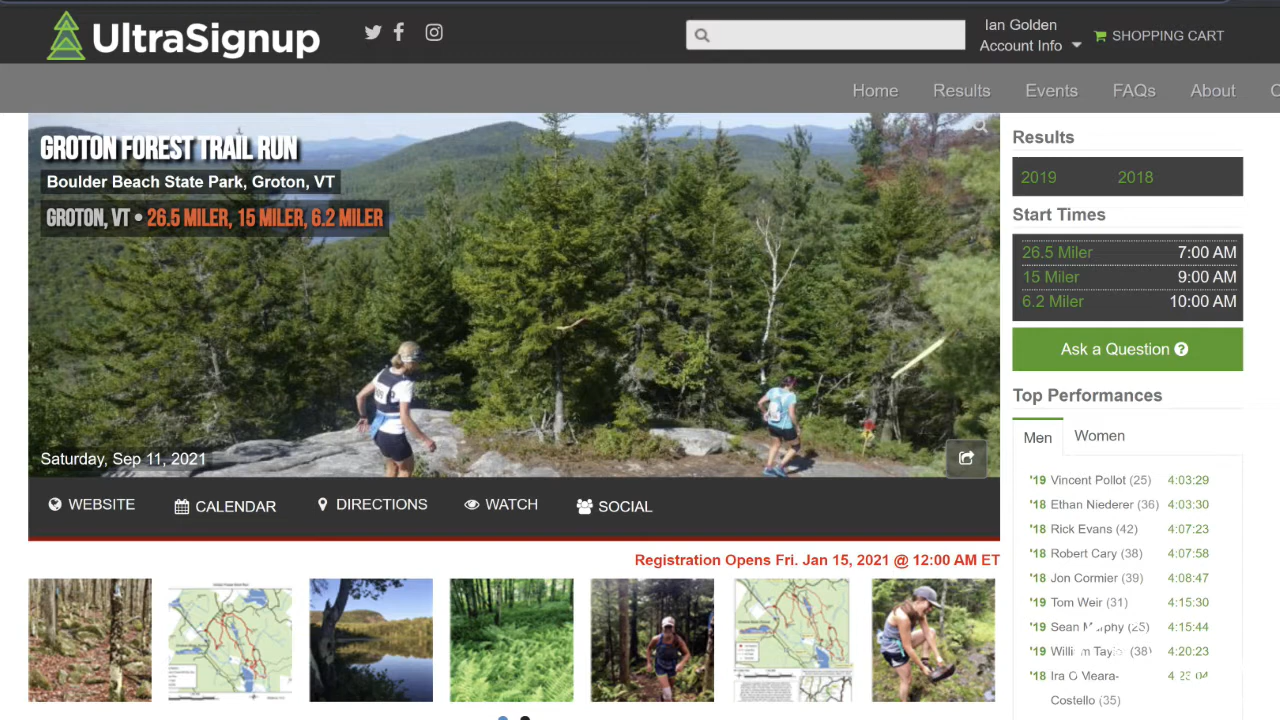 UltraSignup
Ian Golden
Account Info
SHOPPING CART
Home
Results
Events
FAQs
About
GROTON FOREST TRAIL RUN
Boulder Beach State Park, Groton, VT
GROTON, VT • 26.5 MILER, 15 MILER, 6.2 MILER
Saturday, Sep 11, 2021
WEBSITE
CALENDAR
DIRECTIONS
WATCH
SOCIAL
Registration Opens Fri. Jan 15, 2021 @ 12:00 AM ET
Results
2019 2018
Start Times
26.5 Miler 7:00 AM
15 Miler 9:00 AM
6.2 Miler 10:00 AM
Ask a Question
Top Performances
Men Women
'19 Vincent Pollot (25) 4:03:29
'18 Ethan Niederer (36) 4:03:30
'18 Rick Evans (42) 4:07:23
'18 Robert Cary (38) 4:07:58
'18 Jon Cormier (39) 4:08:47
'19 Tom Weir (31) 4:15:30
'19 Sean 4:15:44
'19 4:20:23
'18 Ira O'Meara-
Costello (35)